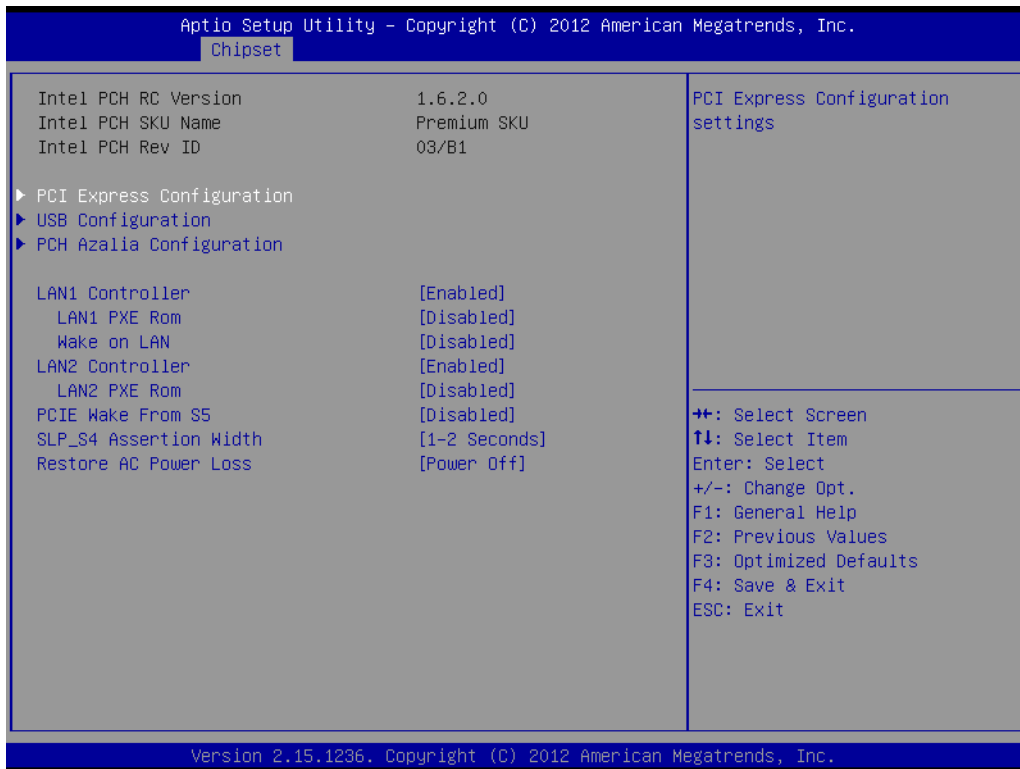 Aptio Setup Utility – Copyright (C) 2012 American Megatrends, Inc.
Chipset
Intel PCH RC Version 1.6.2.0
Intel PCH SKU Name Premium SKU
Intel PCH Rev ID 03/B1
▶ PCI Express Configuration
▶ USB Configuration
▶ PCH Azalia Configuration
LAN1 Controller [Enabled]
LAN1 PXE Rom [Disabled]
Wake on LAN [Disabled]
LAN2 Controller [Enabled]
LAN2 PXE Rom [Disabled]
PCIE Wake From S5 [Disabled]
SLP_S4 Assertion Width [1-2 Seconds]
Restore AC Power Loss [Power Off]
PCI Express Configuration
settings
→←: Select Screen
↑↓: Select Item
Enter: Select
+/-: Change Opt.
F1: General Help
F2: Previous Values
F3: Optimized Defaults
F4: Save & Exit
ESC: Exit
Version 2.15.1236. Copyright (C) 2012 American Megatrends, Inc.